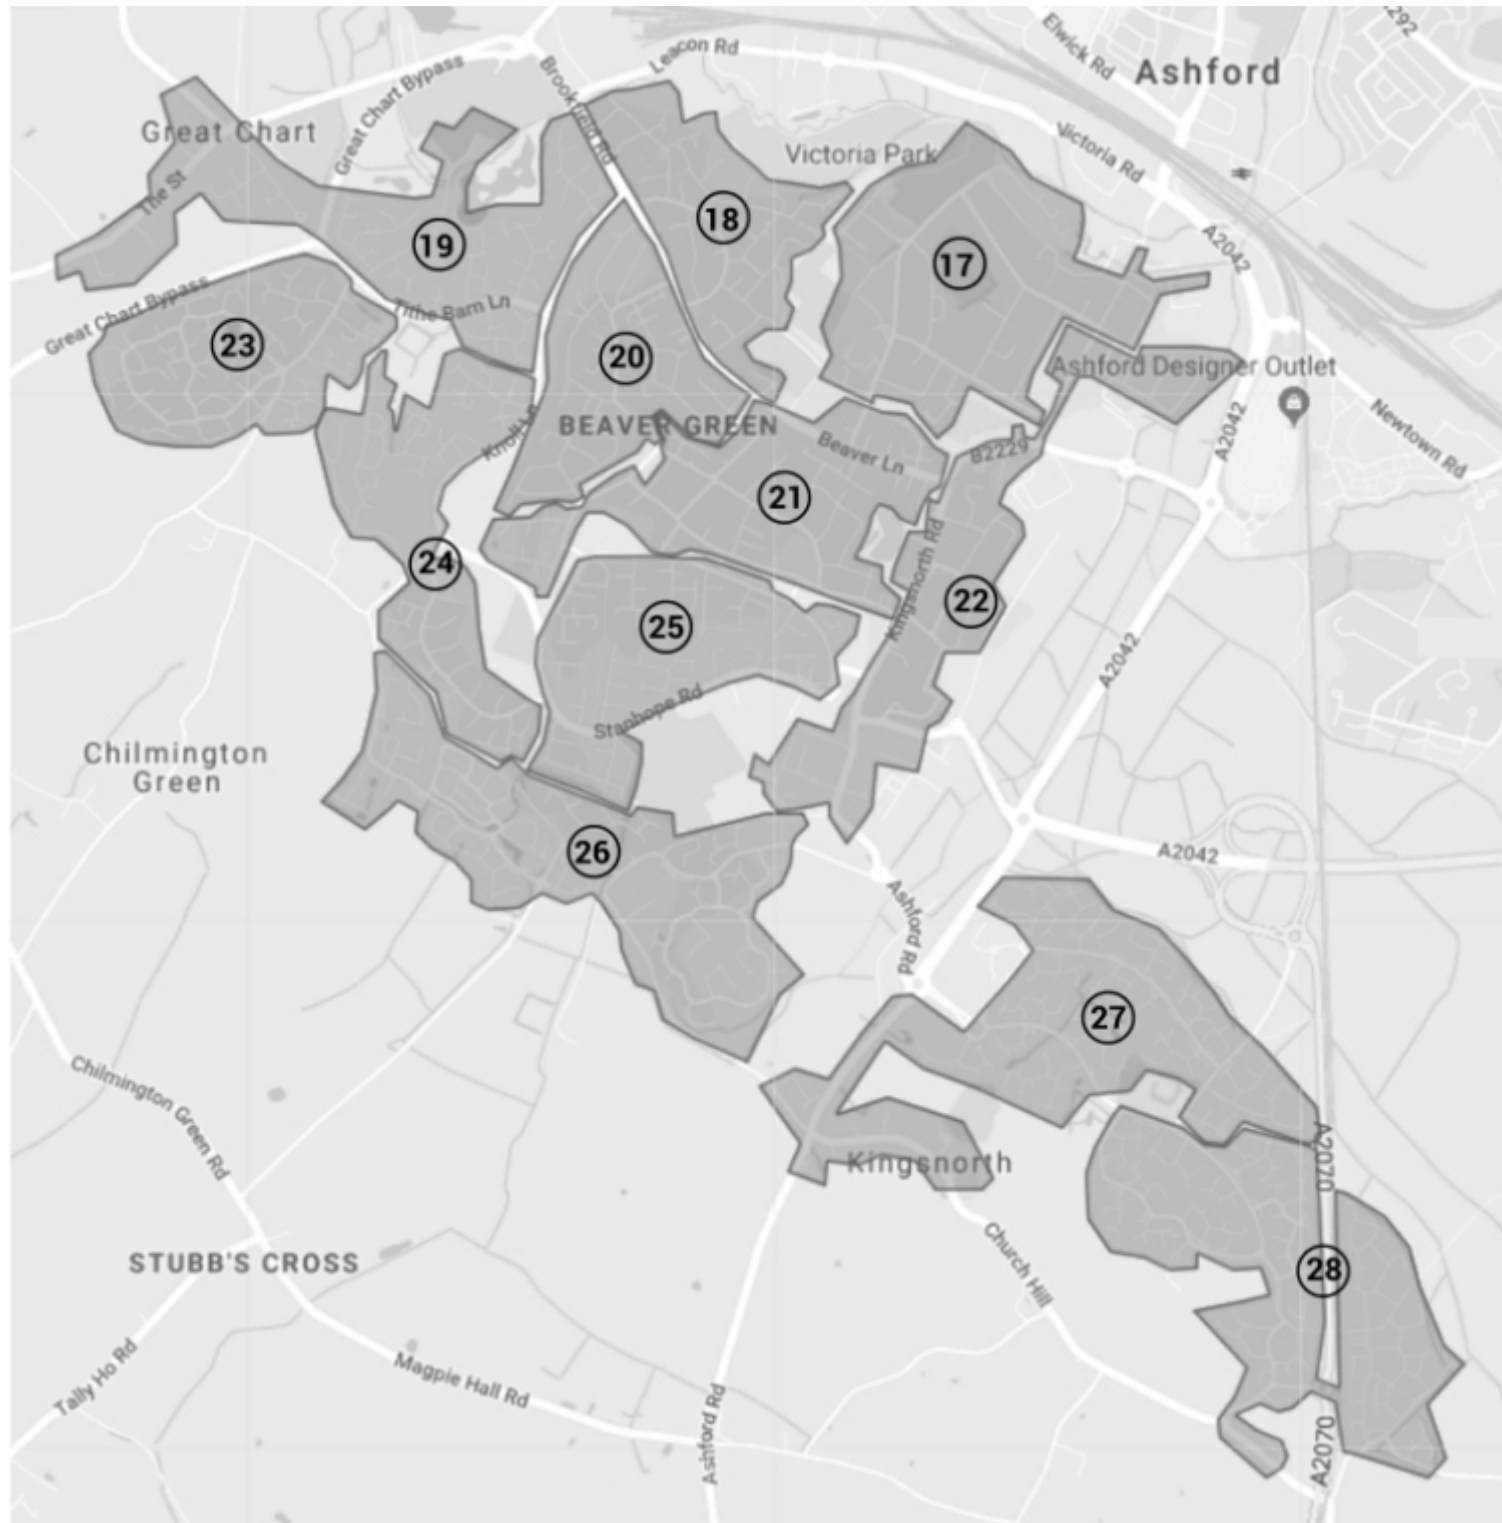 A292
Elwick Rd
Ashford
Leacon Rd
Brookfield Rd
Great Chart Bypass
Great Chart
Victoria Park
Victoria Rd
The St
18
19
17
A2042
Great Chart Bypass
Tithe Barn Ln
23
20
Ashford Designer Outlet
Knoll Ln
BEAVER GREEN
Beaver Ln
B2229
A2042
Newtown Rd
21
24
Kingsnorth Rd
22
25
A2042
Stanhope Rd
Chilmington
Green
26
A2042
Ashford Rd
27
Chilmington Green Rd
Kingsnorth
A2070
STUBB'S CROSS
Church Hill
28
Tally Ho Rd
Magpie Hall Rd
Ashford Rd
A2070